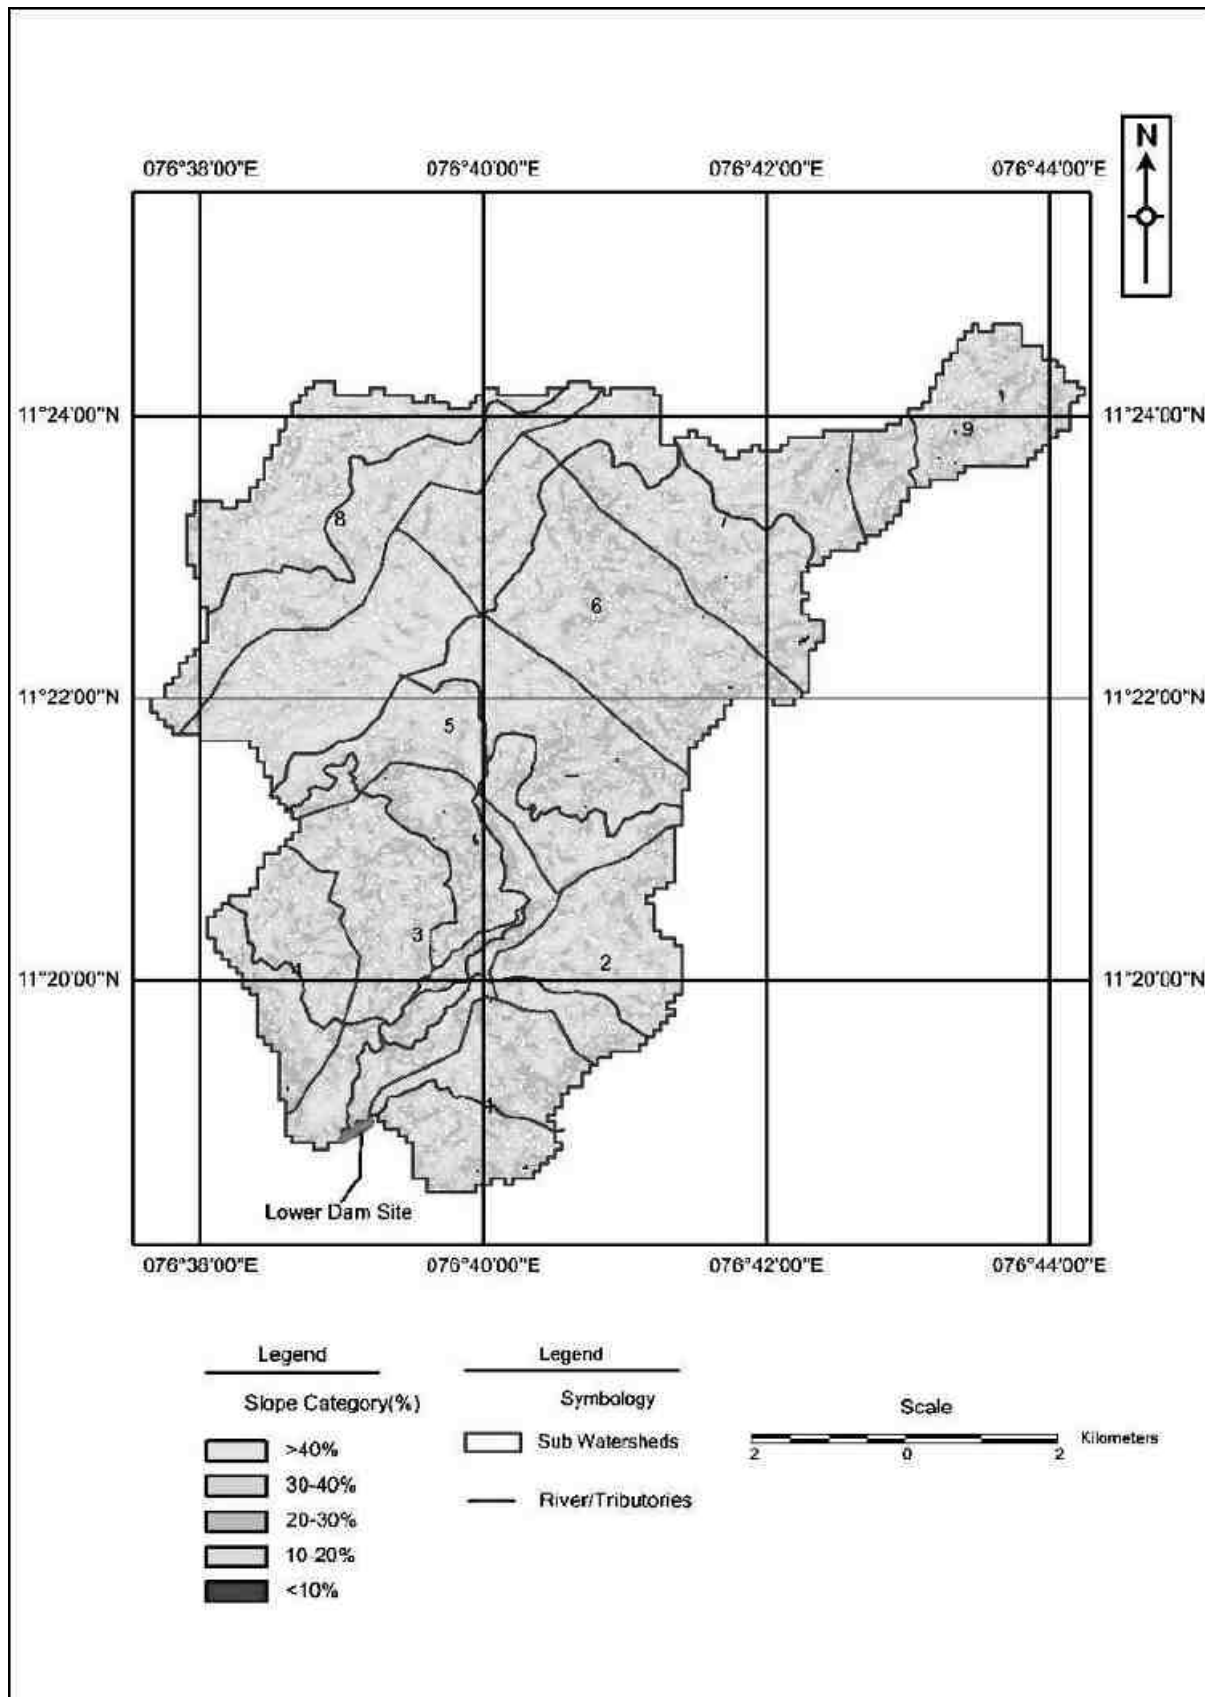 N
076°38'00"E 076°40'00"E 076°42'00"E 076°44'00"E
11°24'00"N 11°24'00"N
9
8
7
6
11°22'00"N 11°22'00"N
5
3
2
11°20'00"N 11°20'00"N
4
1
Lower Dam Site
076°38'00"E 076°40'00"E 076°42'00"E 076°44'00"E
Legend
Slope Category(%)
>40%
30-40%
20-30%
10-20%
<10%
Legend
Symbology
Sub Watersheds
River/Tributories
Scale
2 0 2 Kilometers